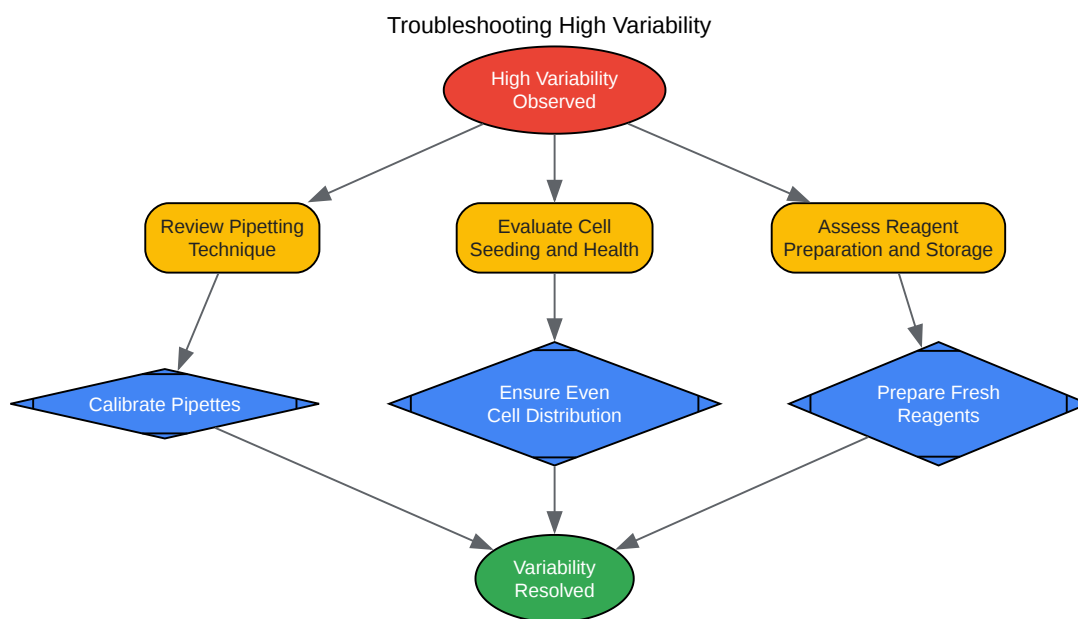 Troubleshooting High Variability
High Variability
Observed
Review Pipetting
Technique
Evaluate Cell
Seeding and Health
Assess Reagent
Preparation and Storage
Calibrate Pipettes
Ensure Even
Cell Distribution
Prepare Fresh
Reagents
Variability
Resolved